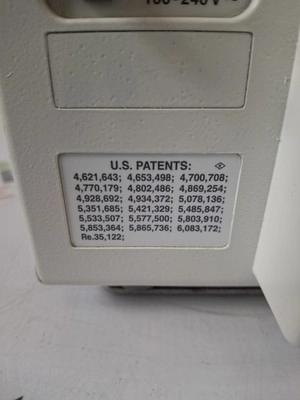 100-240V ~
U.S. PATENTS:
4,621,643; 4,653,498; 4,700,708;
4,770,179; 4,802,486; 4,869,254;
4,928,692; 4,934,372; 5,078,136;
5,351,685; 5,421,329; 5,485,847;
5,533,507; 5,577,500; 5,803,910;
5,853,364; 5,865,736; 6,083,172;
Re.35,122;